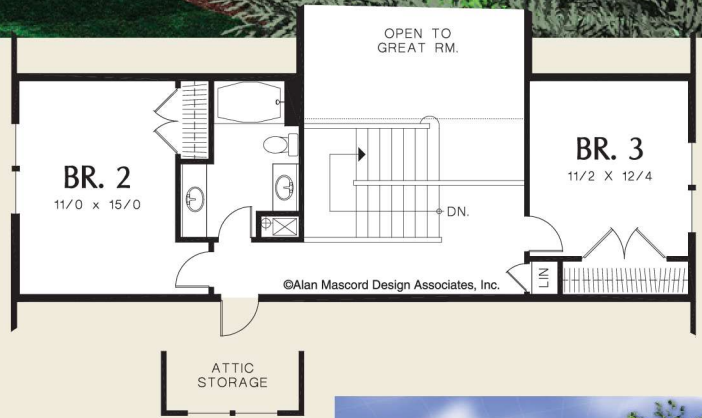 OPEN TO
GREAT RM.
BR. 2
11/0 x 15/0
BR. 3
11/2 X 12/4
DN.
LIN
©Alan Mascord Design Associates, Inc.
ATTIC
STORAGE